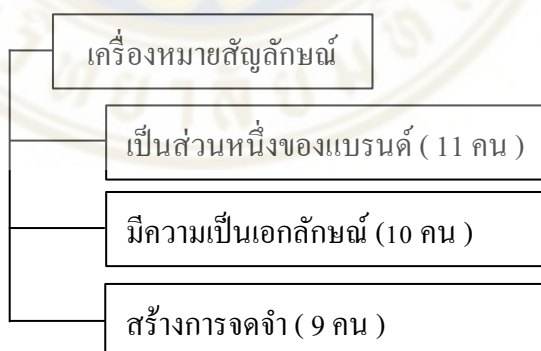 เครื่องหมายสัญลักษณ์
เป็นส่วนหนึ่งของแบรนด์ ( 11 คน )
มีความเป็นเอกลักษณ์ (10 คน )
สร้างการจดจำ ( 9 คน )